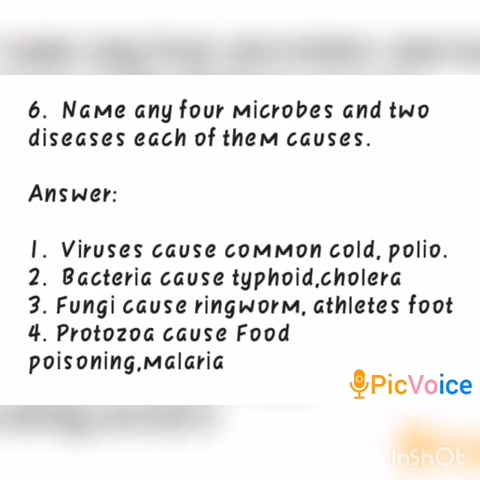 6. Name any four microbes and two
diseases each of them causes.
Answer:
1. Viruses cause common cold, polio.
2. Bacteria cause typhoid,cholera
3. Fungi cause ringworm, athletes foot
4. Protozoa cause Food
poisoning,malaria
PicVoice
InShOt